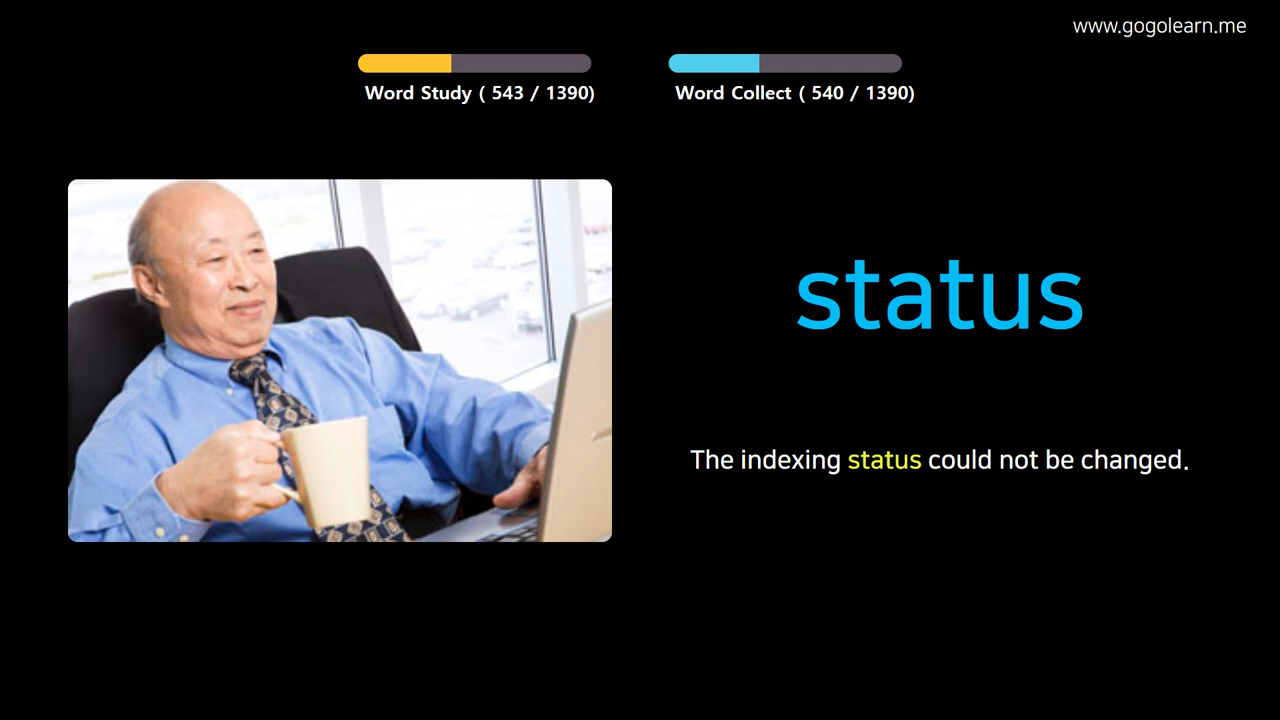 www.gogolearn.me
Word Study ( 543 / 1390)
Word Collect ( 540 / 1390)
status
The indexing status could not be changed.